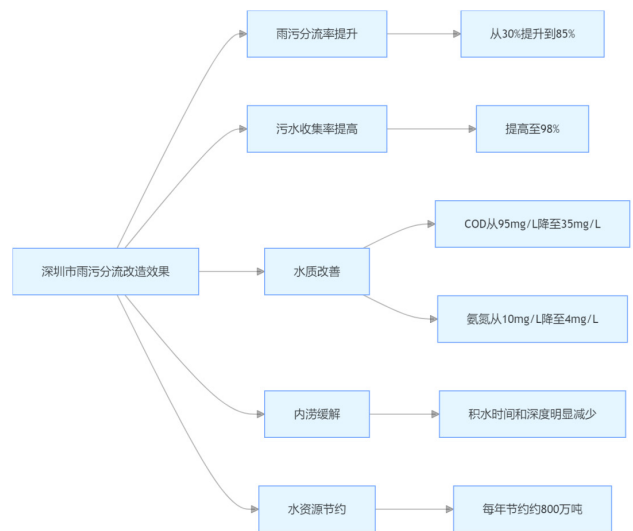 雨污分流率提升
从30%提升到85%
污水收集率提高
提高至98%
COD从95mg/L降至35mg/L
深圳市雨污分流改造效果
水质改善
氨氮从10mg/L降至4mg/L
内涝缓解
积水时间和深度明显减少
水资源节约
每年节约约800万吨